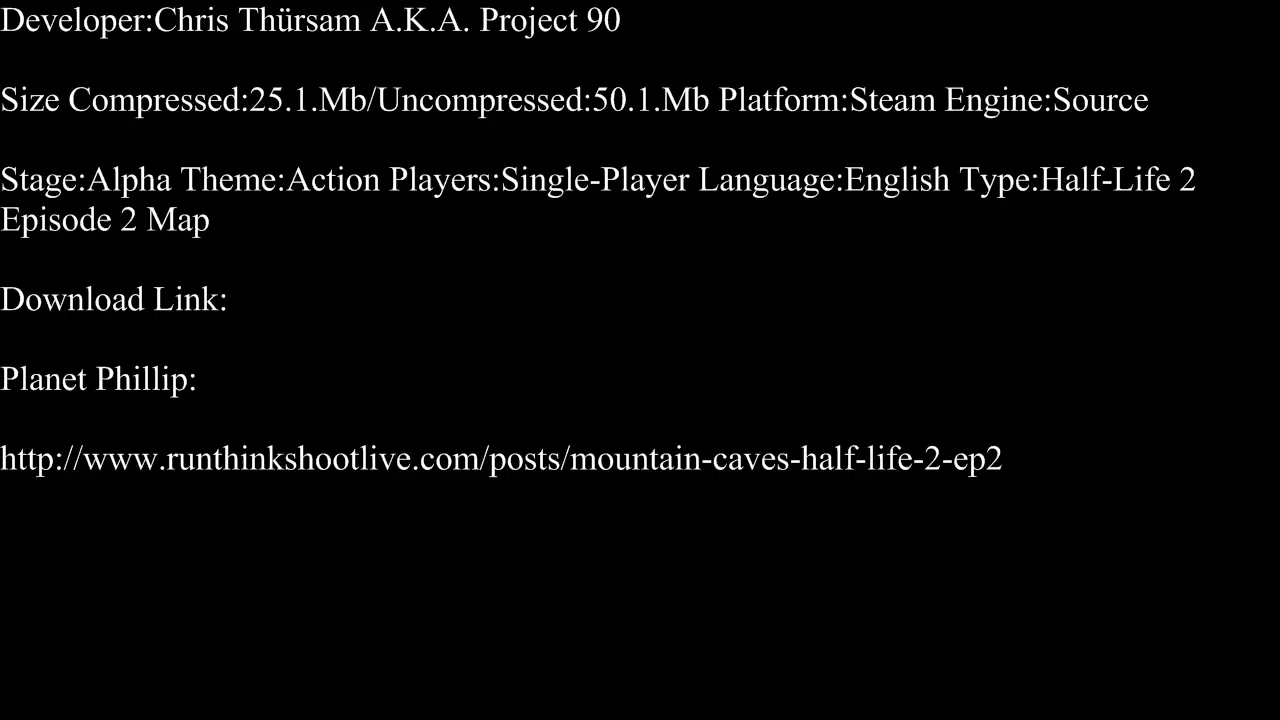 Developer:Chris Thürsam A.K.A. Project 90
Size Compressed:25.1.Mb/Uncompressed:50.1.Mb Platform:Steam Engine:Source
Stage:Alpha Theme:Action Players:Single-Player Language:English Type:Half-Life 2
Episode 2 Map
Download Link:
Planet Phillip:
http://www.runthinkshootlive.com/posts/mountain-caves-half-life-2-ep2